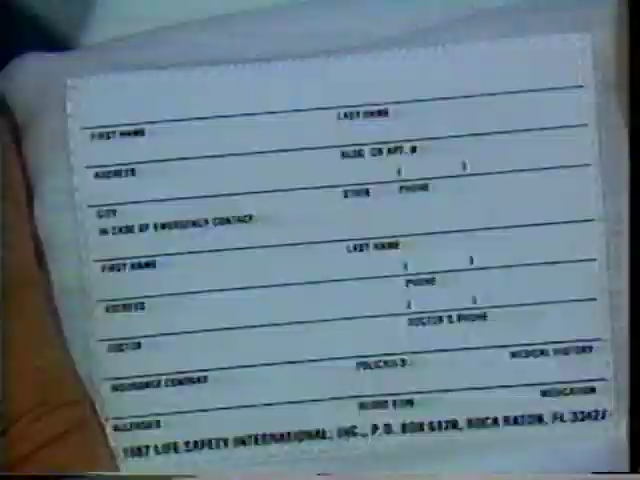 FIRST NAME LAST NAME
ADDRESS BLDG. OR APT. #
CITY STATE PHONE
IN CASE OF EMERGENCY CONTACT
FIRST NAME LAST NAME
ADDRESS PHONE
DOCTOR DOCTOR'S PHONE
INSURANCE COMPANY POLICY NO. MEDICAL HISTORY
ALLERGIES BLOOD TYPE MEDICATION
1987 LIFE SAFETY INTERNATIONAL, INC., P.O. BOX BOCA RATON, FL 33427